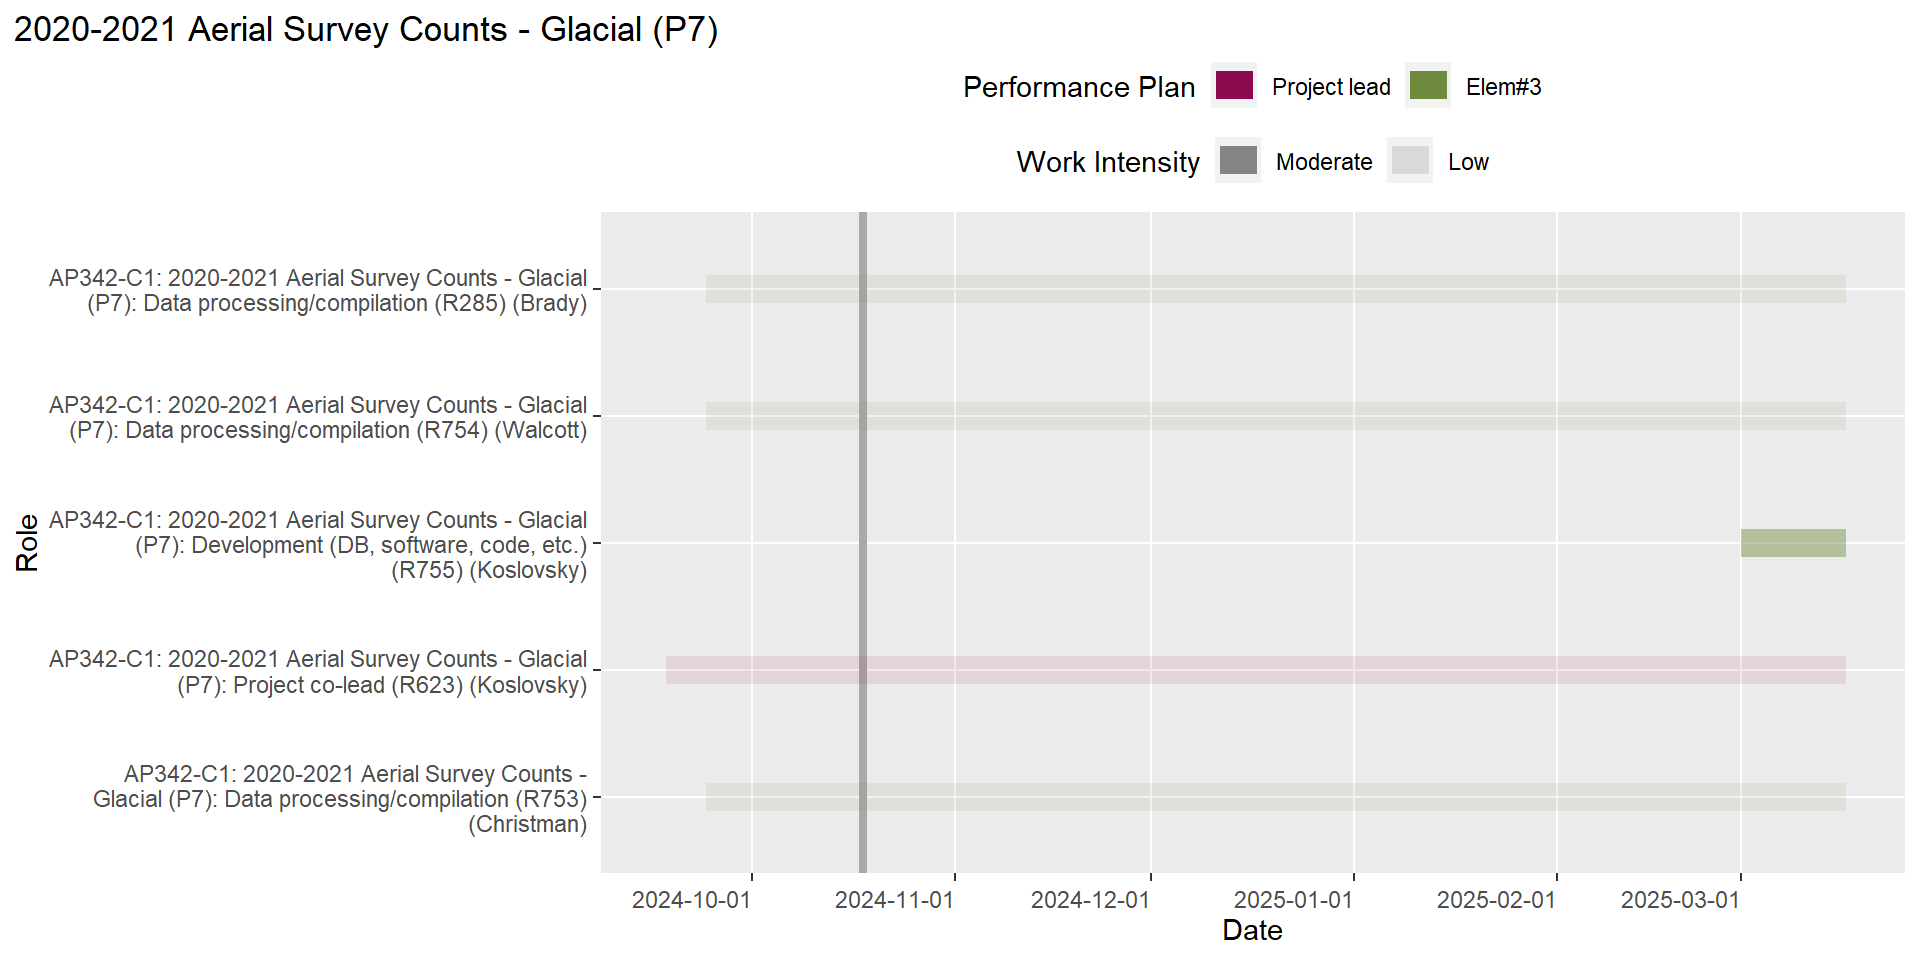 2020-2021 Aerial Survey Counts - Glacial (P7)
Performance Plan Project lead Elem#3
Work Intensity Moderate Low
AP342-C1: 2020-2021 Aerial Survey Counts - Glacial
(P7): Data processing/compilation (R285) (Brady)
AP342-C1: 2020-2021 Aerial Survey Counts - Glacial
(P7): Data processing/compilation (R754) (Walcott)
AP342-C1: 2020-2021 Aerial Survey Counts - Glacial
(P7): Development (DB, software, code, etc.)
(R755) (Koslovsky)
AP342-C1: 2020-2021 Aerial Survey Counts - Glacial
(P7): Project co-lead (R623) (Koslovsky)
AP342-C1: 2020-2021 Aerial Survey Counts -
Glacial (P7): Data processing/compilation (R753)
(Christman)
Role
2024-10-01 2024-11-01 2024-12-01 2025-01-01 2025-02-01 2025-03-01
Date